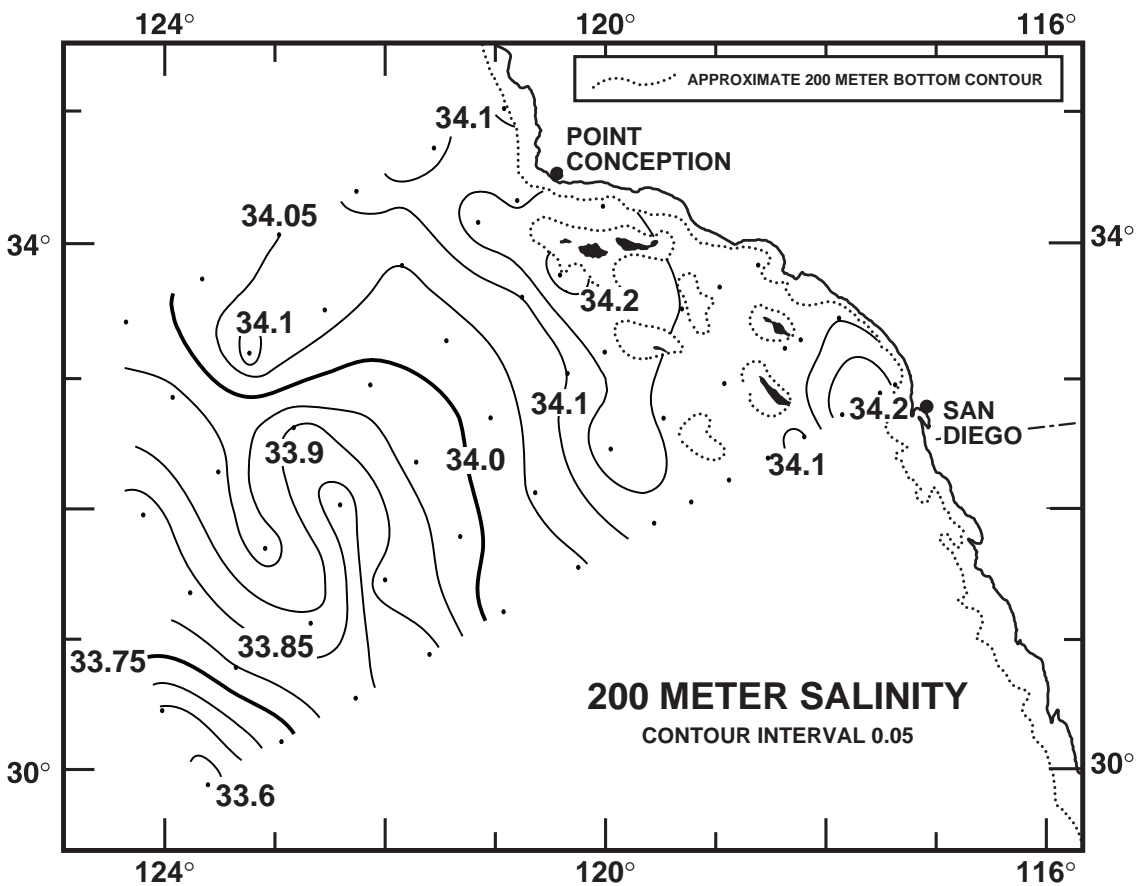 124° 120° 116°
APPROXIMATE 200 METER BOTTOM CONTOUR
34.1
POINT
CONCEPTION
34.05
34° 34°
34.2
34.1
34.1
34.2
SAN
DIEGO
33.9
34.0
34.1
33.85
33.75
200 METER SALINITY
CONTOUR INTERVAL 0.05
30° 30°
33.6
124° 120° 116°